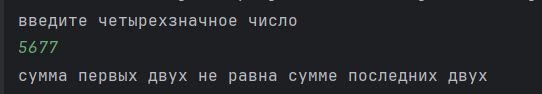 введите четырехзначное число
5677
сумма первых двух не равна сумме последних двух